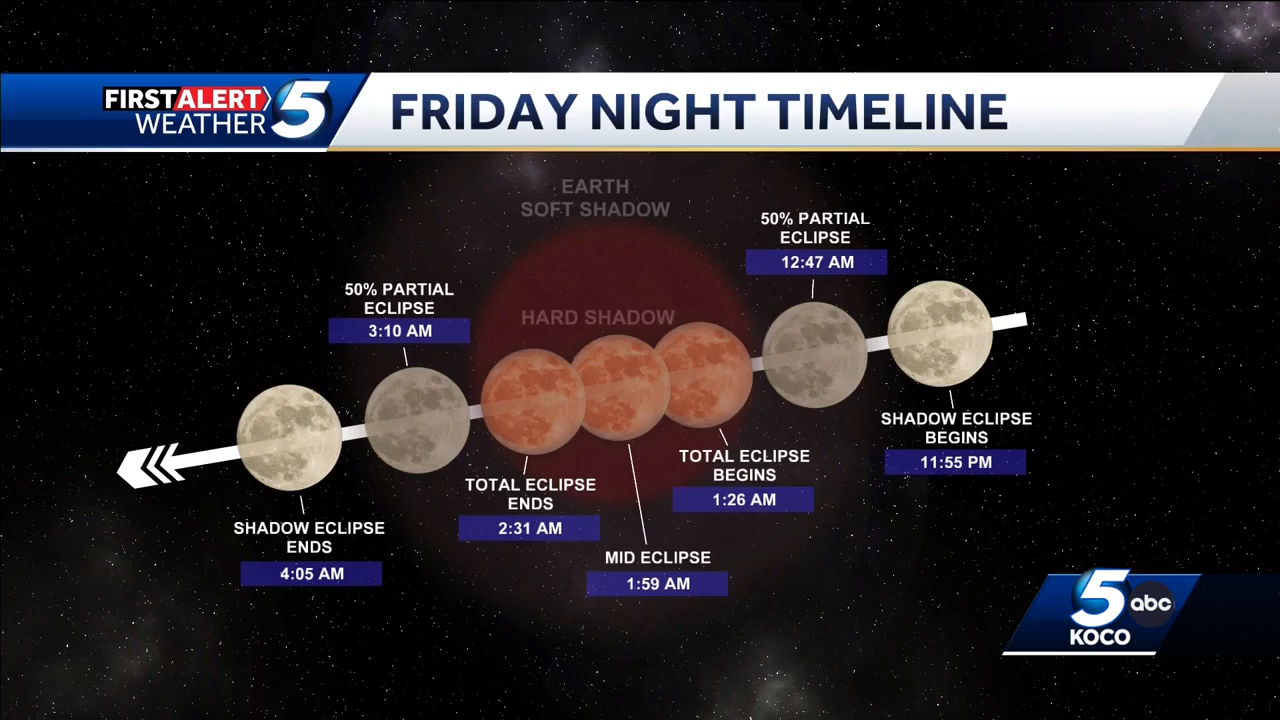 FIRST ALERT
WEATHER
5
FRIDAY NIGHT TIMELINE
EARTH
SOFT SHADOW
HARD SHADOW
50% PARTIAL
ECLIPSE
12:47 AM
50% PARTIAL
ECLIPSE
3:10 AM
SHADOW ECLIPSE
BEGINS
11:55 PM
TOTAL ECLIPSE
BEGINS
1:26 AM
TOTAL ECLIPSE
ENDS
2:31 AM
SHADOW ECLIPSE
ENDS
4:05 AM
MID ECLIPSE
1:59 AM
5 abc
KOCO